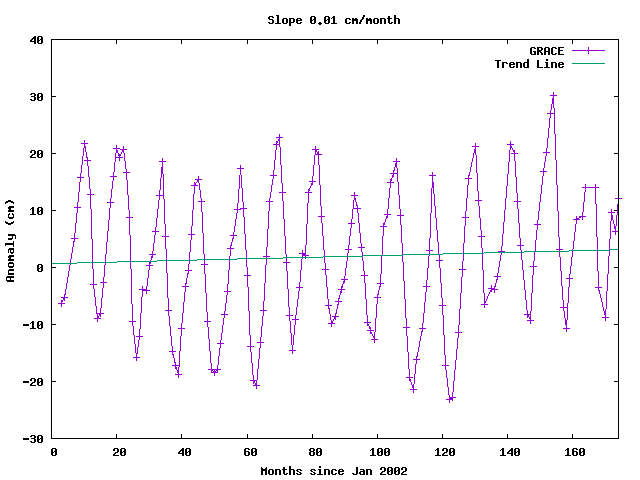 Slope 0.01 cm/month
40
30
20
10
0
-10
-20
-30
Anomaly (cm)
GRACE
Trend Line
0 20 40 60 80 100 120 140 160
Months since Jan 2002